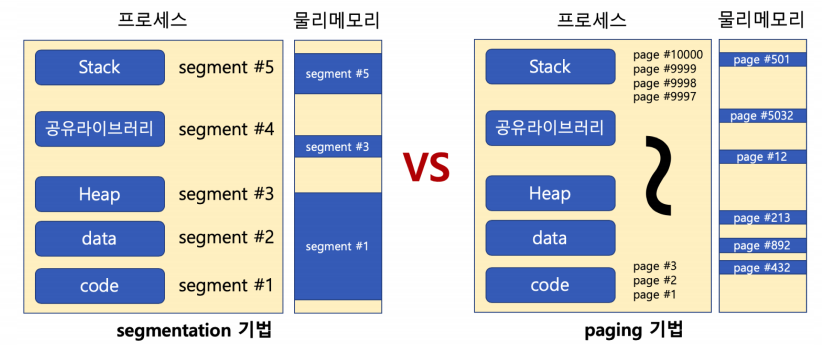 프로세스
물리메모리
Stack
segment #5
공유라이브러리
segment #4
Heap
segment #3
data
segment #2
code
segment #1
segment #5
segment #3
segment #1
segmentation 기법
VS
프로세스
물리메모리
Stack
page #10000
page #9999
page #9998
page #9997
공유라이브러리
Heap
data
code
page #3
page #2
page #1
page #501
page #5032
page #12
page #213
page #892
page #432
paging 기법